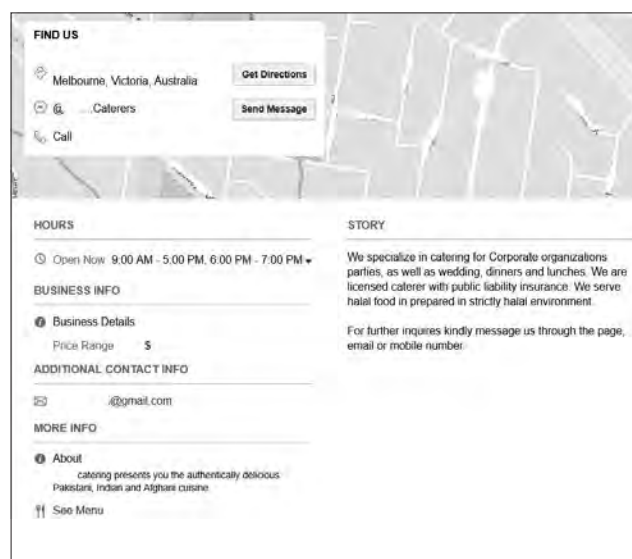 FIND US
Melbourne, Victoria, Australia
Get Directions
@ Caterers
Send Message
Call
HOURS
Open Now 9:00 AM - 5:00 PM, 6:00 PM - 7:00 PM
BUSINESS INFO
Business Details
Price Range $
ADDITIONAL CONTACT INFO
@gmail.com
MORE INFO
About
catering presents you the authentically delicious
Pakistani, Indian and Afghani cuisine
See Menu
STORY
We specialize in catering for Corporate organizations
parties, as well as wedding, dinners and lunches. We are
licensed caterer with public liability insurance. We serve
halal food in prepared in strictly halal environment.
For further inquires kindly message us through the page,
email or mobile number